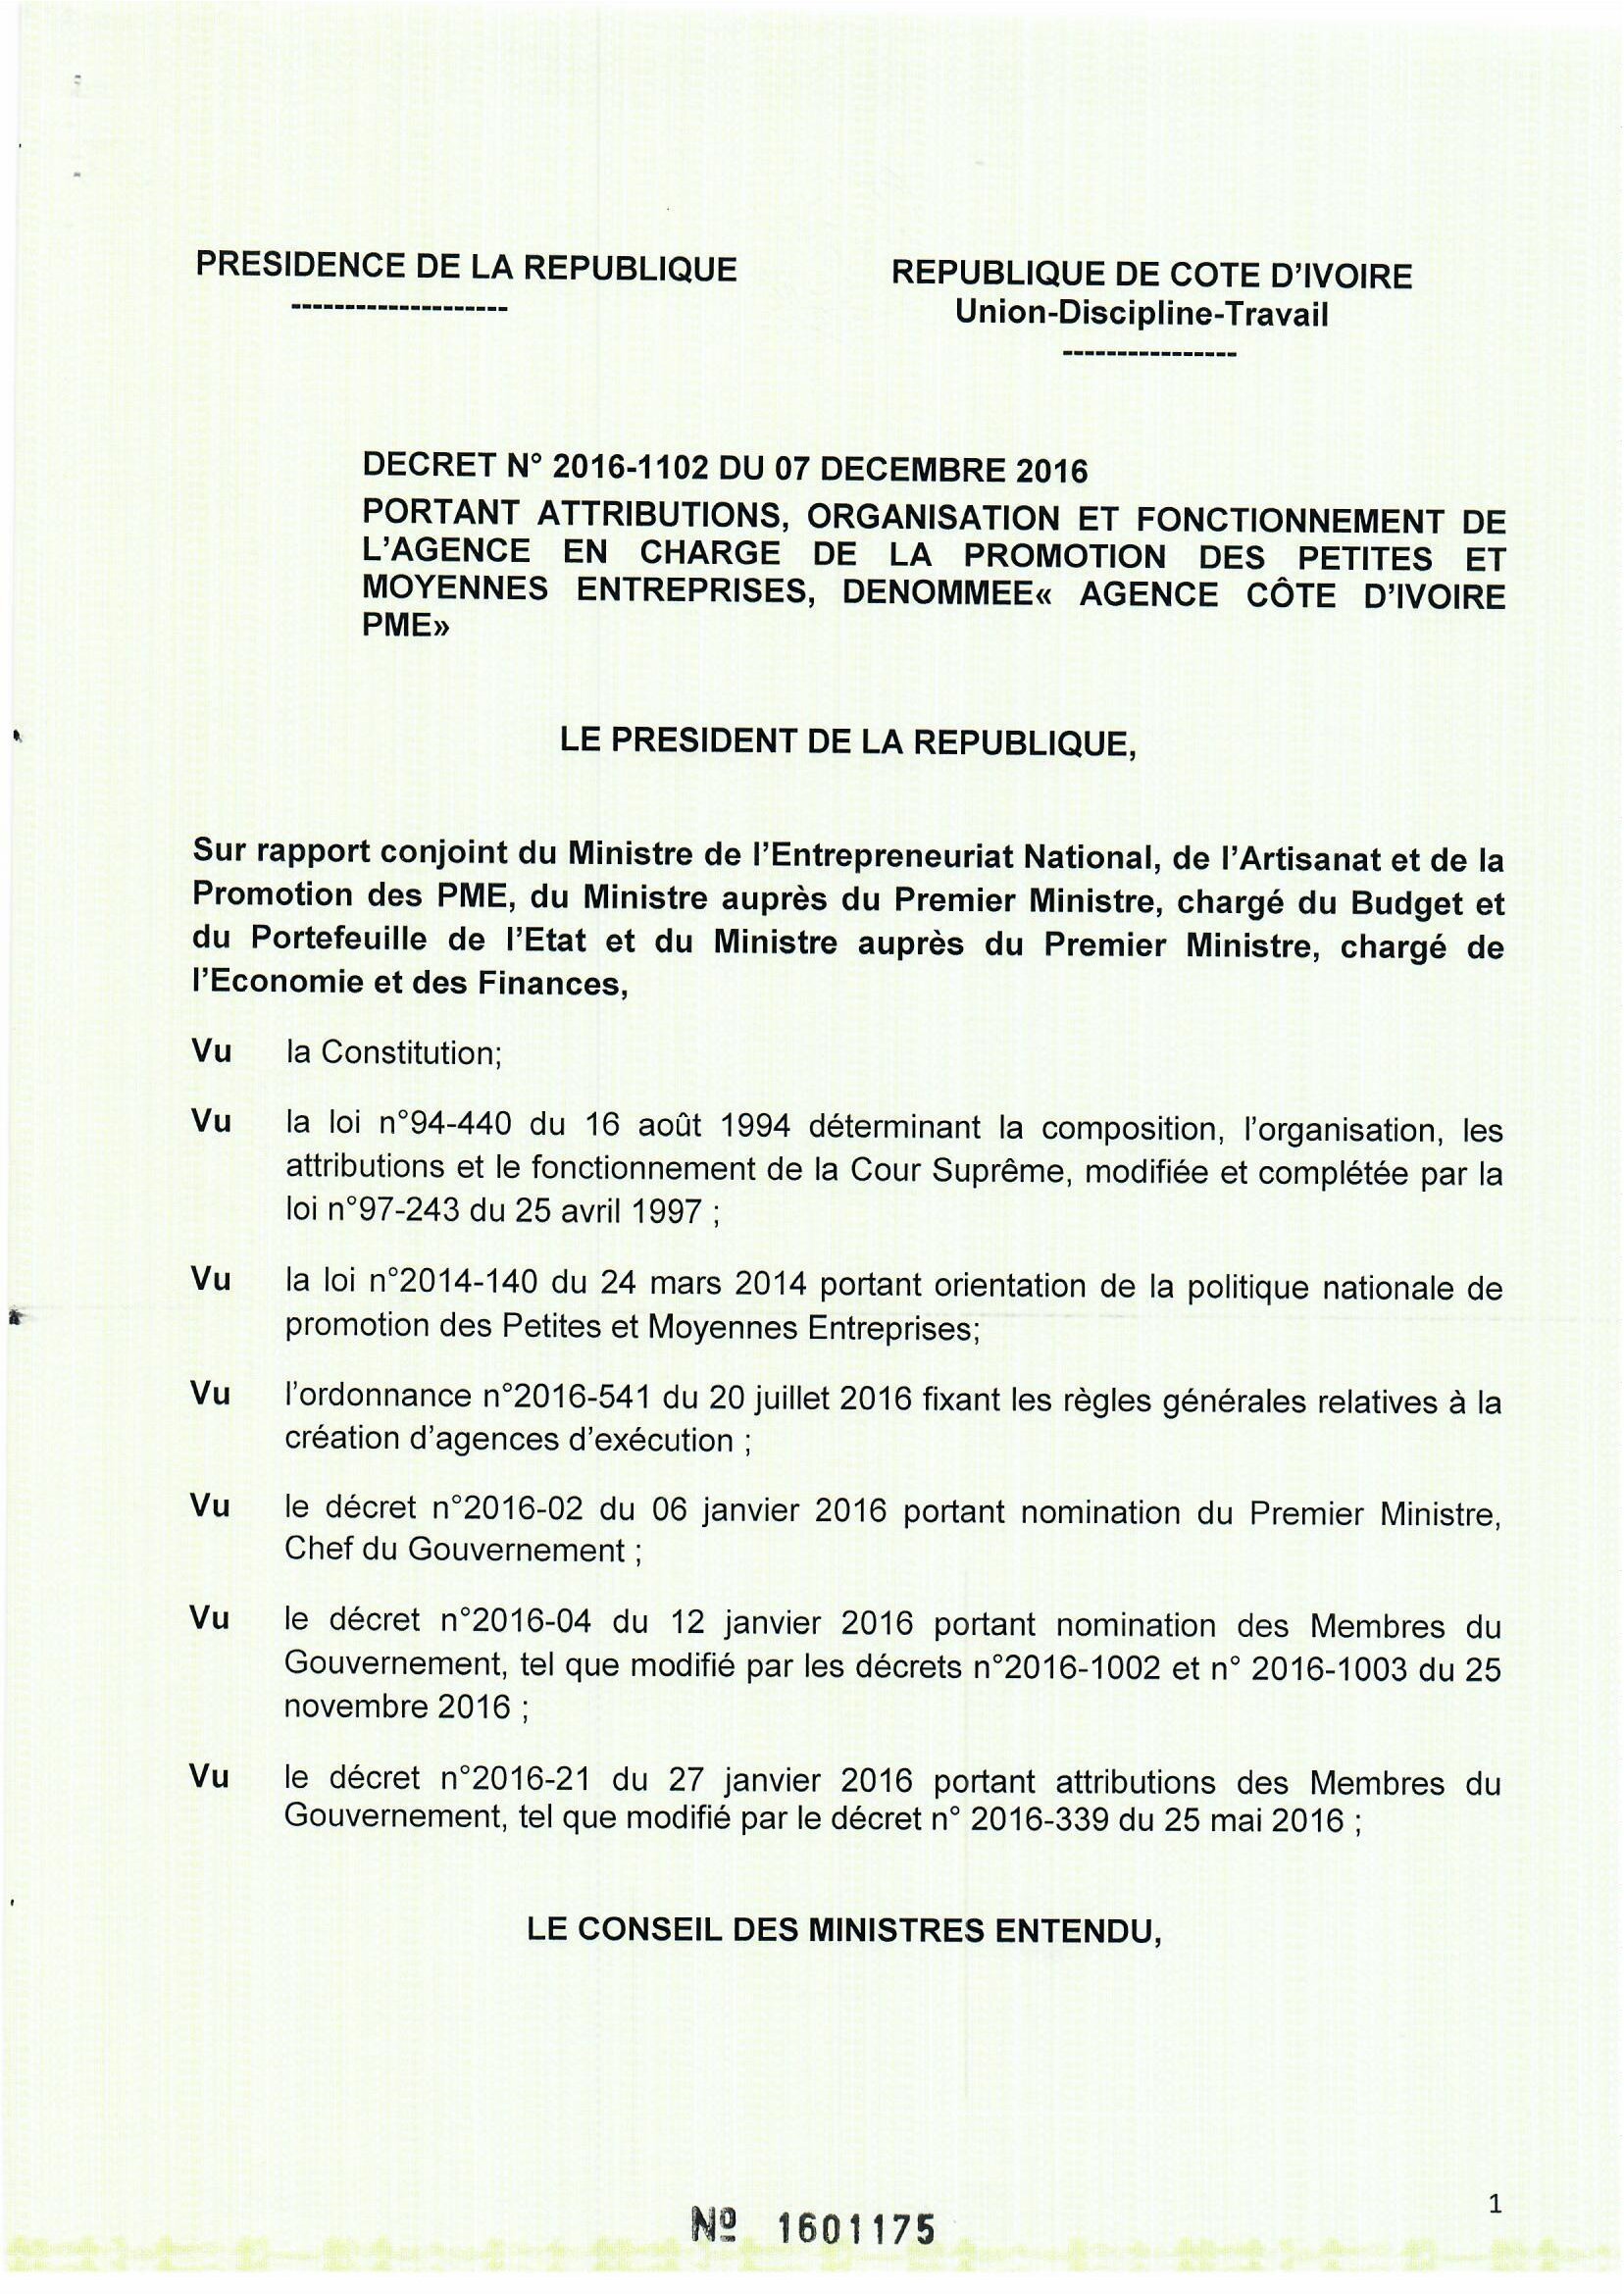 PRESIDENCE DE LA REPUBLIQUE
--------------------
REPUBLIQUE DE COTE D'IVOIRE
Union-Discipline-Travail
----------------
DECRET N° 2016-1102 DU 07 DECEMBRE 2016
PORTANT ATTRIBUTIONS, ORGANISATION ET FONCTIONNEMENT DE
L'AGENCE EN CHARGE DE LA PROMOTION DES PETITES ET
MOYENNES ENTREPRISES, DENOMMEE« AGENCE CÔTE D'IVOIRE
PME»
LE PRESIDENT DE LA REPUBLIQUE,
Sur rapport conjoint du Ministre de l'Entrepreneuriat National, de l'Artisanat et de la
Promotion des PME, du Ministre auprès du Premier Ministre, chargé du Budget et
du Portefeuille de l'Etat et du Ministre auprès du Premier Ministre, chargé de
l'Economie et des Finances,
Vu la Constitution;
Vu la loi n°94-440 du 16 août 1994 déterminant la composition, l'organisation, les
attributions et le fonctionnement de la Cour Suprême, modifiée et complétée par la
loi n°97-243 du 25 avril 1997 ;
Vu la loi n°2014-140 du 24 mars 2014 portant orientation de la politique nationale de
promotion des Petites et Moyennes Entreprises;
Vu l'ordonnance n°2016-541 du 20 juillet 2016 fixant les règles générales relatives à la
création d'agences d'exécution ;
Vu le décret n°2016-02 du 06 janvier 2016 portant nomination du Premier Ministre,
Chef du Gouvernement ;
Vu le décret n°2016-04 du 12 janvier 2016 portant nomination des Membres du
Gouvernement, tel que modifié par les décrets n°2016-1002 et n° 2016-1003 du 25
novembre 2016 ;
Vu le décret n°2016-21 du 27 janvier 2016 portant attributions des Membres du
Gouvernement, tel que modifié par le décret n° 2016-339 du 25 mai 2016 ;
LE CONSEIL DES MINISTRES ENTENDU,
1
Nº 1601175